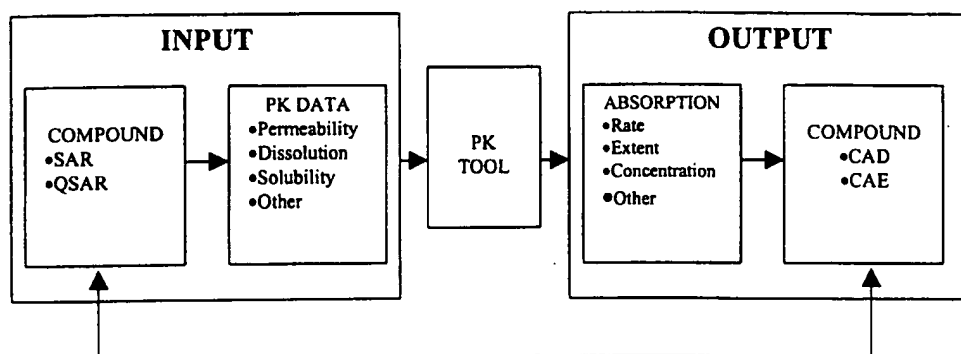 INPUT
COMPOUND
•SAR
•QSAR
PK DATA
•Permeability
•Dissolution
•Solubility
•Other
PK
TOOL
OUTPUT
ABSORPTION
•Rate
•Extent
•Concentration
•Other
COMPOUND
•CAD
•CAE